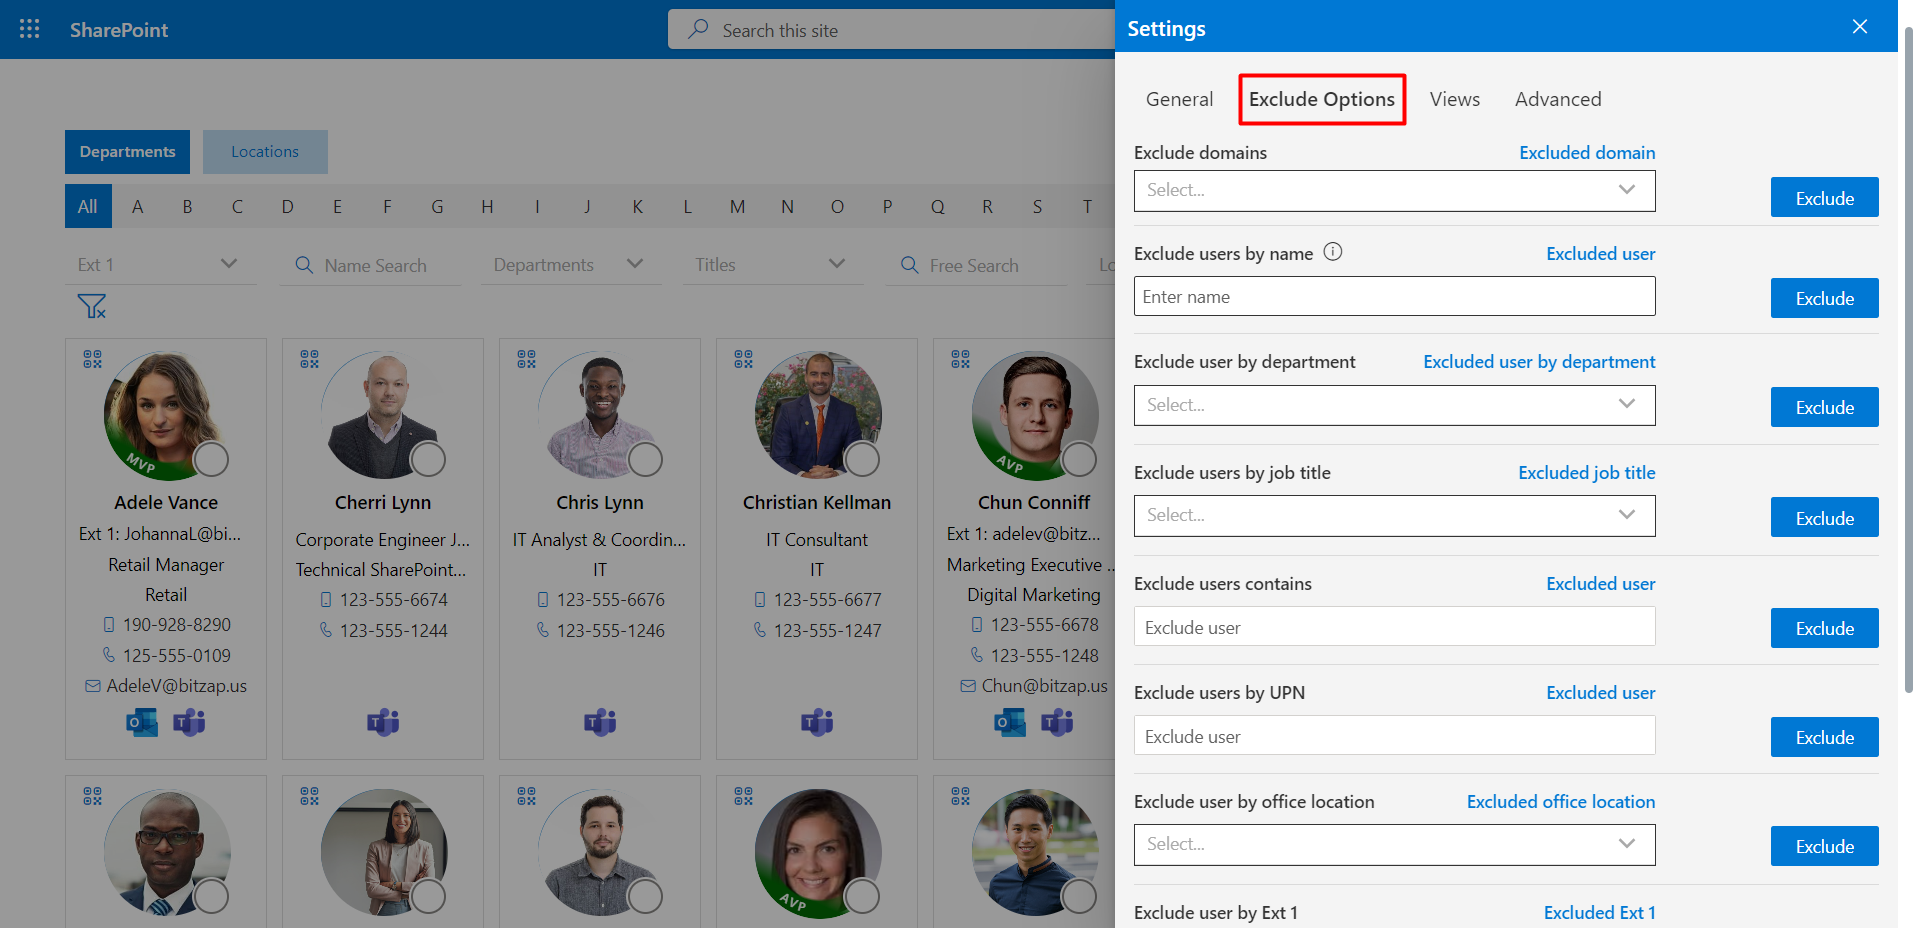 SharePoint
Search this site
Departments
Locations
All A B C D E F G H I J K L M N O P Q R S T
Ext 1
Name Search
Departments
Titles
Free Search
Lo
MVP
Adele Vance
Ext 1: JohannaL@bi...
Retail Manager
Retail
190-928-8290
125-555-0109
AdeleV@bitzap.us
Cherri Lynn
Corporate Engineer J...
Technical SharePoint...
123-555-6674
123-555-1244
Chris Lynn
IT Analyst & Coordin...
IT
123-555-6676
123-555-1246
Christian Kellman
IT Consultant
IT
123-555-6677
123-555-1247
AVP
Chun Conniff
Ext 1: adelev@bitz...
Marketing Executive ..
Digital Marketing
123-555-6678
123-555-1248
Chun@bitzap.us
AVP
Settings
General
Exclude Options
Views
Advanced
Exclude domains
Excluded domain
Select...
Exclude
Exclude users by name
Excluded user
Enter name
Exclude
Exclude user by department
Excluded user by department
Select...
Exclude
Exclude users by job title
Excluded job title
Select...
Exclude
Exclude users contains
Excluded user
Exclude user
Exclude
Exclude users by UPN
Excluded user
Exclude user
Exclude
Exclude user by office location
Excluded office location
Select...
Exclude
Exclude user by Ext 1
Excluded Ext 1